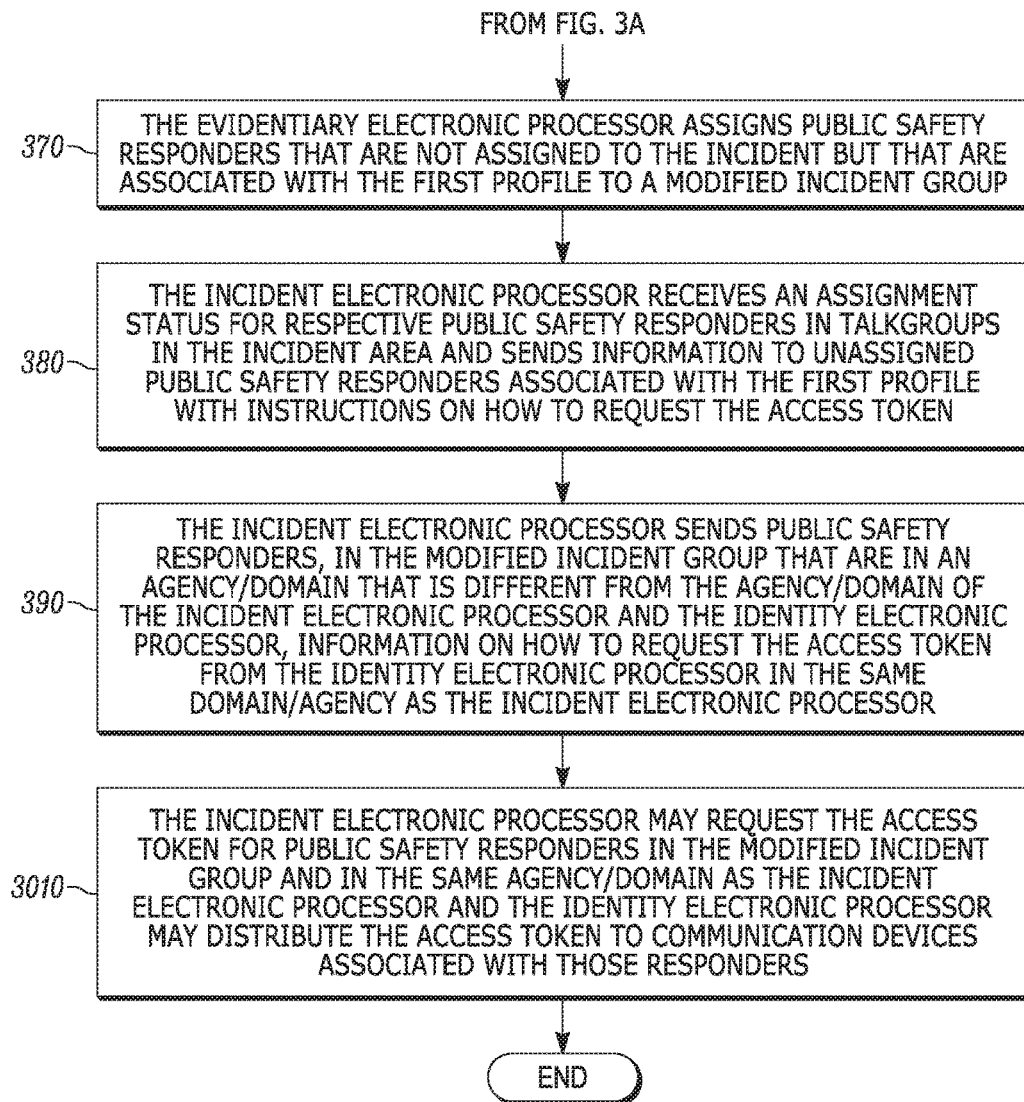 FROM FIG. 3A
370
THE EVIDENTIARY ELECTRONIC PROCESSOR ASSIGNS PUBLIC SAFETY
RESPONDERS THAT ARE NOT ASSIGNED TO THE INCIDENT BUT THAT ARE
ASSOCIATED WITH THE FIRST PROFILE TO A MODIFIED INCIDENT GROUP
380
THE INCIDENT ELECTRONIC PROCESSOR RECEIVES AN ASSIGNMENT
STATUS FOR RESPECTIVE PUBLIC SAFETY RESPONDERS IN TALKGROUPS
IN THE INCIDENT AREA AND SENDS INFORMATION TO UNASSIGNED
PUBLIC SAFETY RESPONDERS ASSOCIATED WITH THE FIRST PROFILE
WITH INSTRUCTIONS ON HOW TO REQUEST THE ACCESS TOKEN
390
THE INCIDENT ELECTRONIC PROCESSOR SENDS PUBLIC SAFETY
RESPONDERS, IN THE MODIFIED INCIDENT GROUP THAT ARE IN AN
AGENCY/DOMAIN THAT IS DIFFERENT FROM THE AGENCY/DOMAIN OF
THE INCIDENT ELECTRONIC PROCESSOR AND THE IDENTITY ELECTRONIC
PROCESSOR, INFORMATION ON HOW TO REQUEST THE ACCESS TOKEN
FROM THE IDENTITY ELECTRONIC PROCESSOR IN THE SAME
DOMAIN/AGENCY AS THE INCIDENT ELECTRONIC PROCESSOR
3010
THE INCIDENT ELECTRONIC PROCESSOR MAY REQUEST THE ACCESS
TOKEN FOR PUBLIC SAFETY RESPONDERS IN THE MODIFIED INCIDENT
GROUP AND IN THE SAME AGENCY/DOMAIN AS THE INCIDENT
ELECTRONIC PROCESSOR AND THE IDENTITY ELECTRONIC PROCESSOR
MAY DISTRIBUTE THE ACCESS TOKEN TO COMMUNICATION DEVICES
ASSOCIATED WITH THOSE RESPONDERS
END